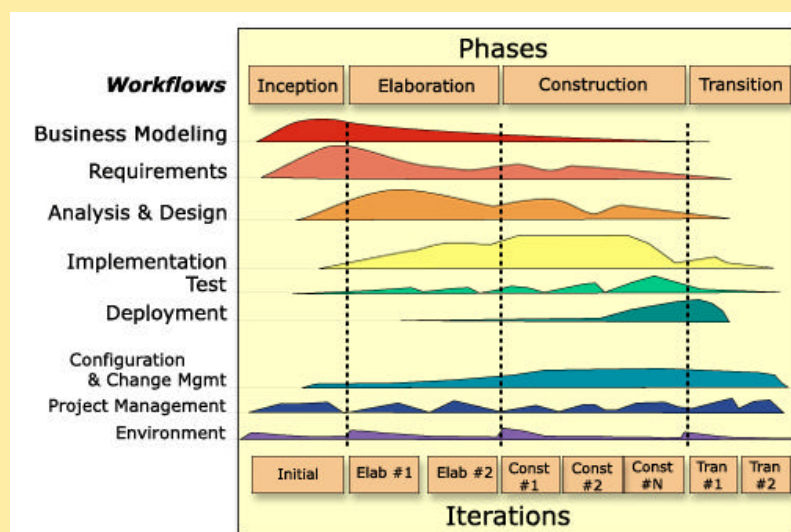 Phases
Workflows
Inception
Elaboration
Construction
Transition
Business Modeling
Requirements
Analysis & Design
Implementation
Test
Deployment
Configuration
& Change Mgmt
Project Management
Environment
Initial
Elab #1
Elab #2
Const
#1
Const
#2
Const
#N
Tran
#1
Tran
#2
Iterations